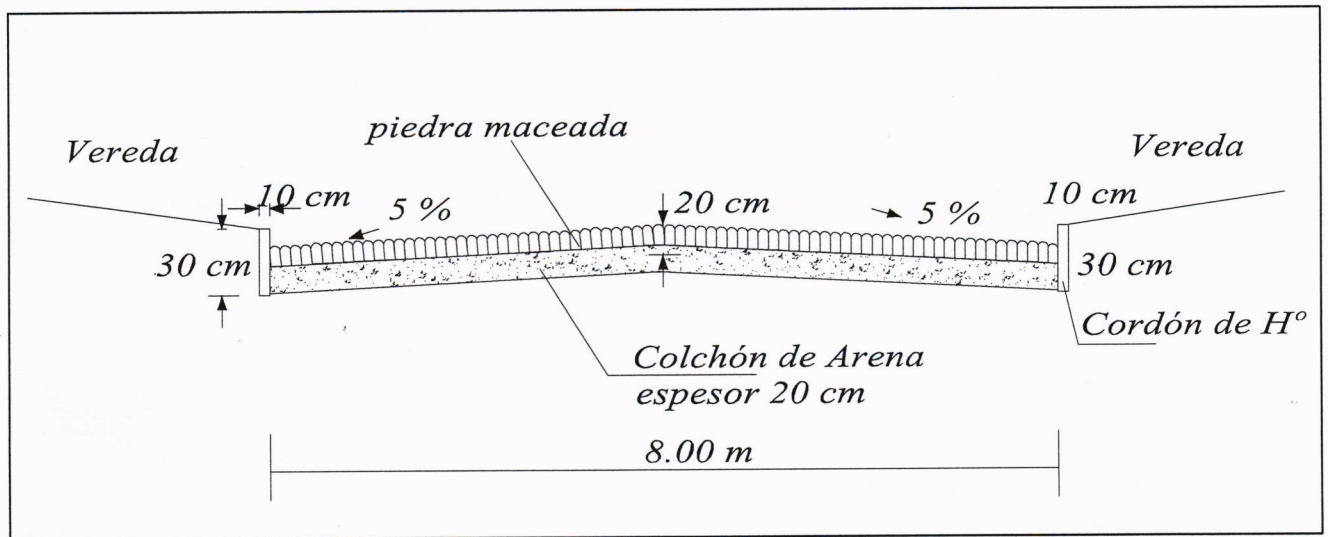 piedra maceada
Vereda
Vereda
10 cm
5 %
20 cm
5 %
10 cm
30 cm
30 cm
Cordón de Hº
Colchón de Arena
espesor 20 cm
8.00 m